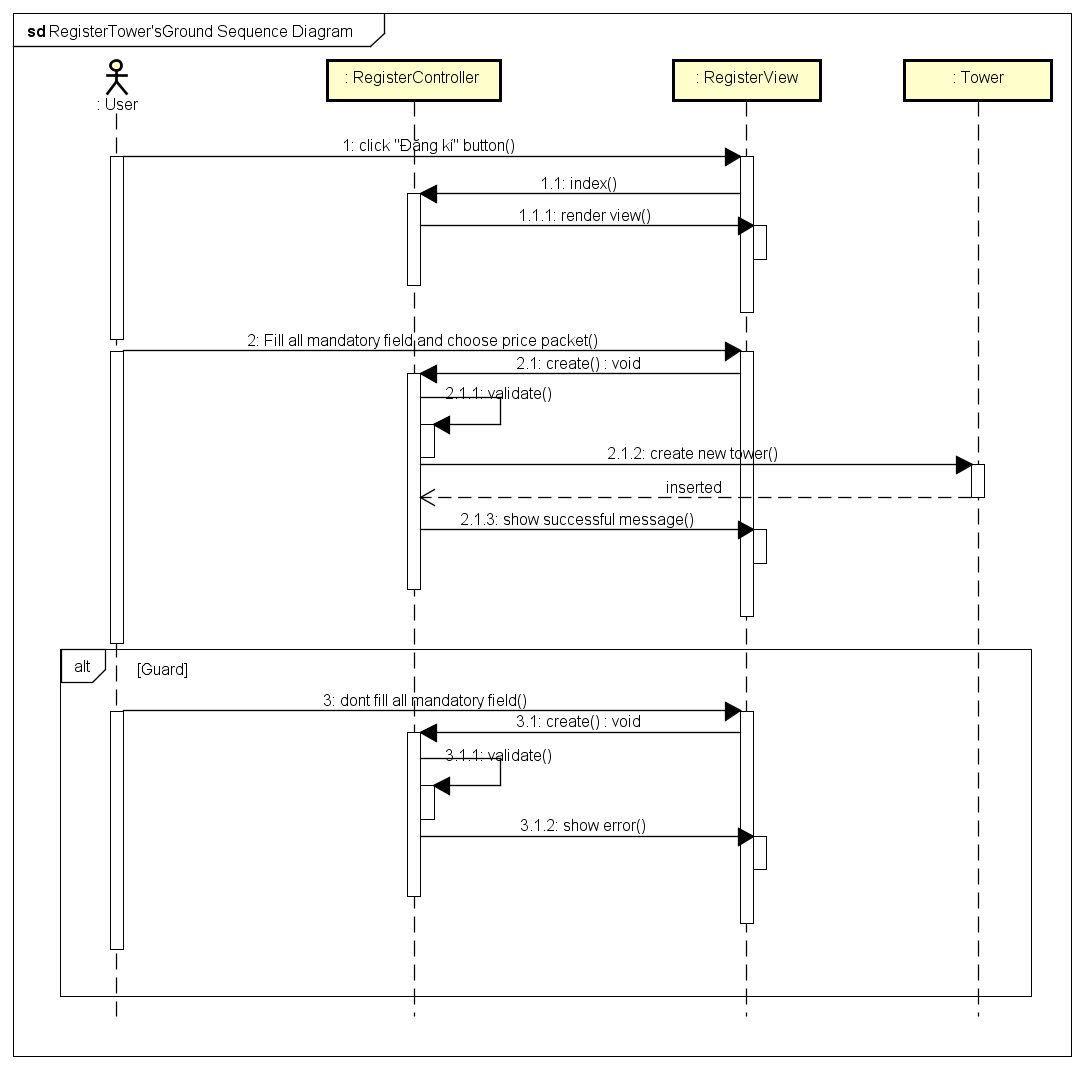 sd RegisterTower'sGround Sequence Diagram
: User
: RegisterController
: RegisterView
: Tower
1: click "Đăng kí" button()
1.1: index()
1.1.1: render view()
2: Fill all mandatory field and choose price packet()
2.1: create() : void
2.1.1: validate()
2.1.2: create new tower()
inserted
2.1.3: show successful message()
alt
[Guard]
3: dont fill all mandatory field()
3.1: create() : void
3.1.1: validate()
3.1.2: show error()